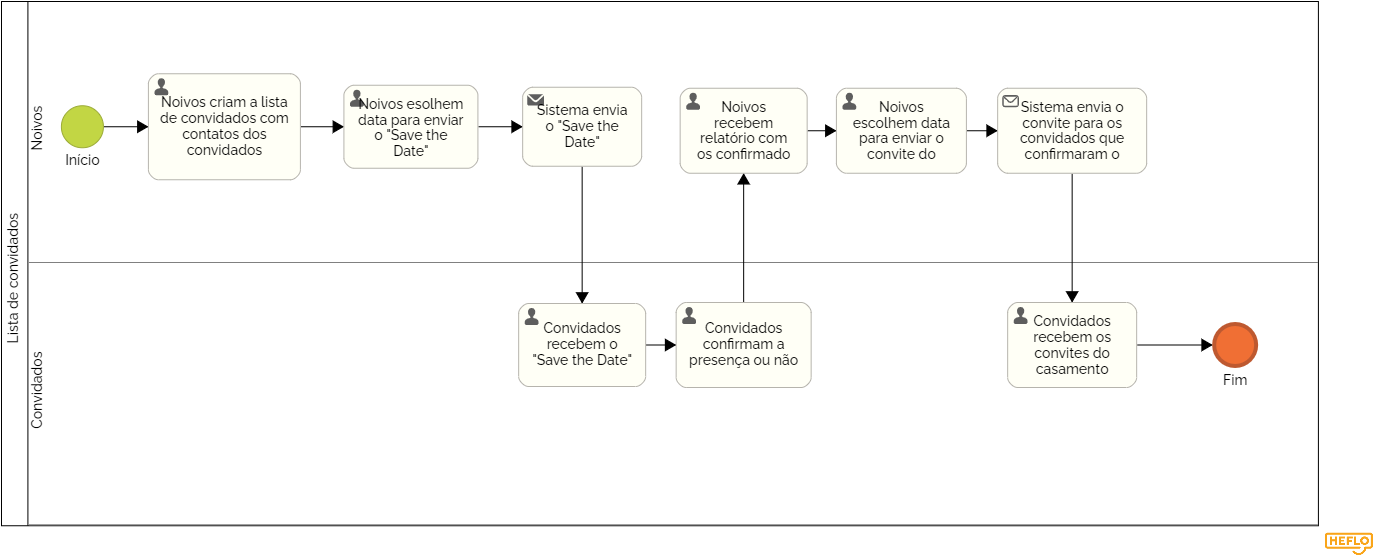 Lista de convidados
Noivos
Início
Noivos criam a lista
de convidados com
contatos dos
convidados
Noivos esolhem
data para enviar
o "Save the
Date"
Sistema envia
o "Save the
Date"
Noivos
recebem
relatório com
os confirmado
Noivos
escolhem data
para enviar o
convite do
Sistema envia o
convite para os
convidados que
confirmaram o
Convidados
Convidados
recebem o
"Save the Date"
Convidados
confirmam a
presença ou não
Convidados
recebem os
convites do
casamento
Fim
HEFLO